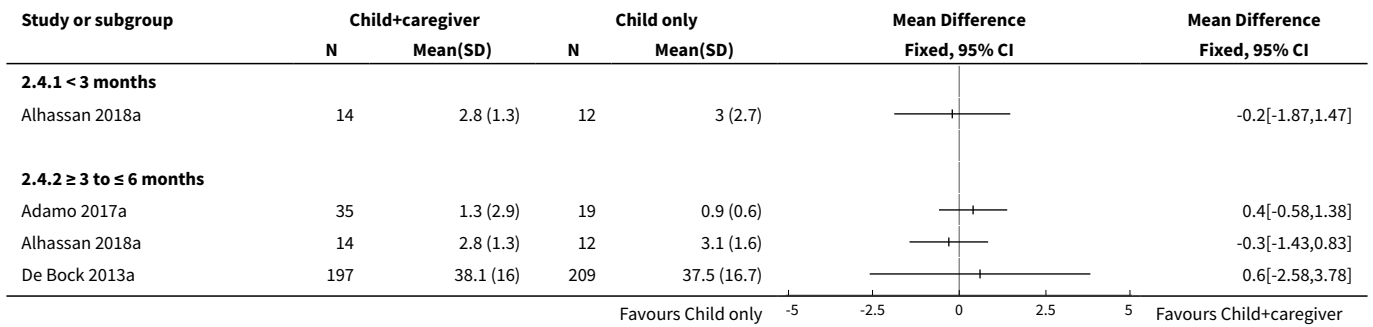 Study or subgroup Child+caregiver Child only Mean Difference Mean Difference
N Mean(SD) N Mean(SD) Fixed, 95% CI Fixed, 95% CI
2.4.1 < 3 months
Alhassan 2018a 14 2.8 (1.3) 12 3 (2.7) -0.2[-1.87,1.47]
2.4.2 ≥ 3 to ≤ 6 months
Adamo 2017a 35 1.3 (2.9) 19 0.9 (0.6) 0.4[-0.58,1.38]
Alhassan 2018a 14 2.8 (1.3) 12 3.1 (1.6) -0.3[-1.43,0.83]
De Bock 2013a 197 38.1 (16) 209 37.5 (16.7) 0.6[-2.58,3.78]
Favours Child only -5 -2.5 0 2.5 5 Favours Child+caregiver